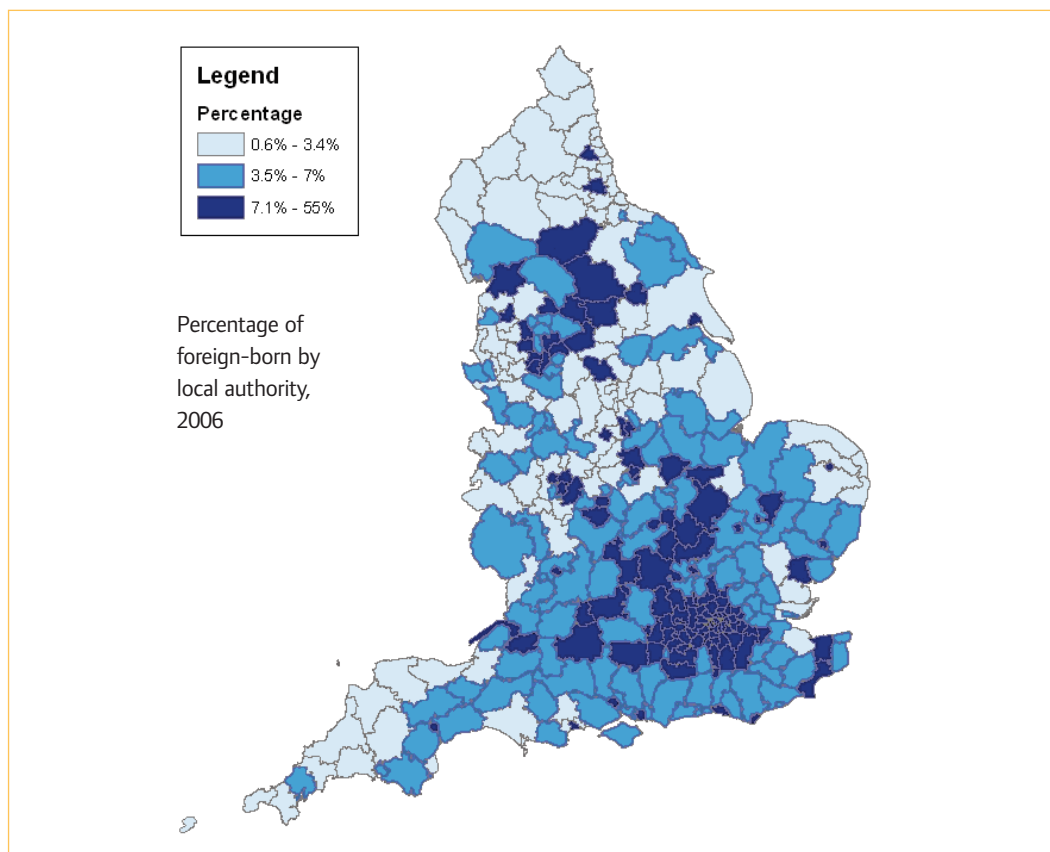 Legend
Percentage
0.6% - 3.4%
3.5% - 7%
7.1% - 55%
Percentage of
foreign-born by
local authority,
2006